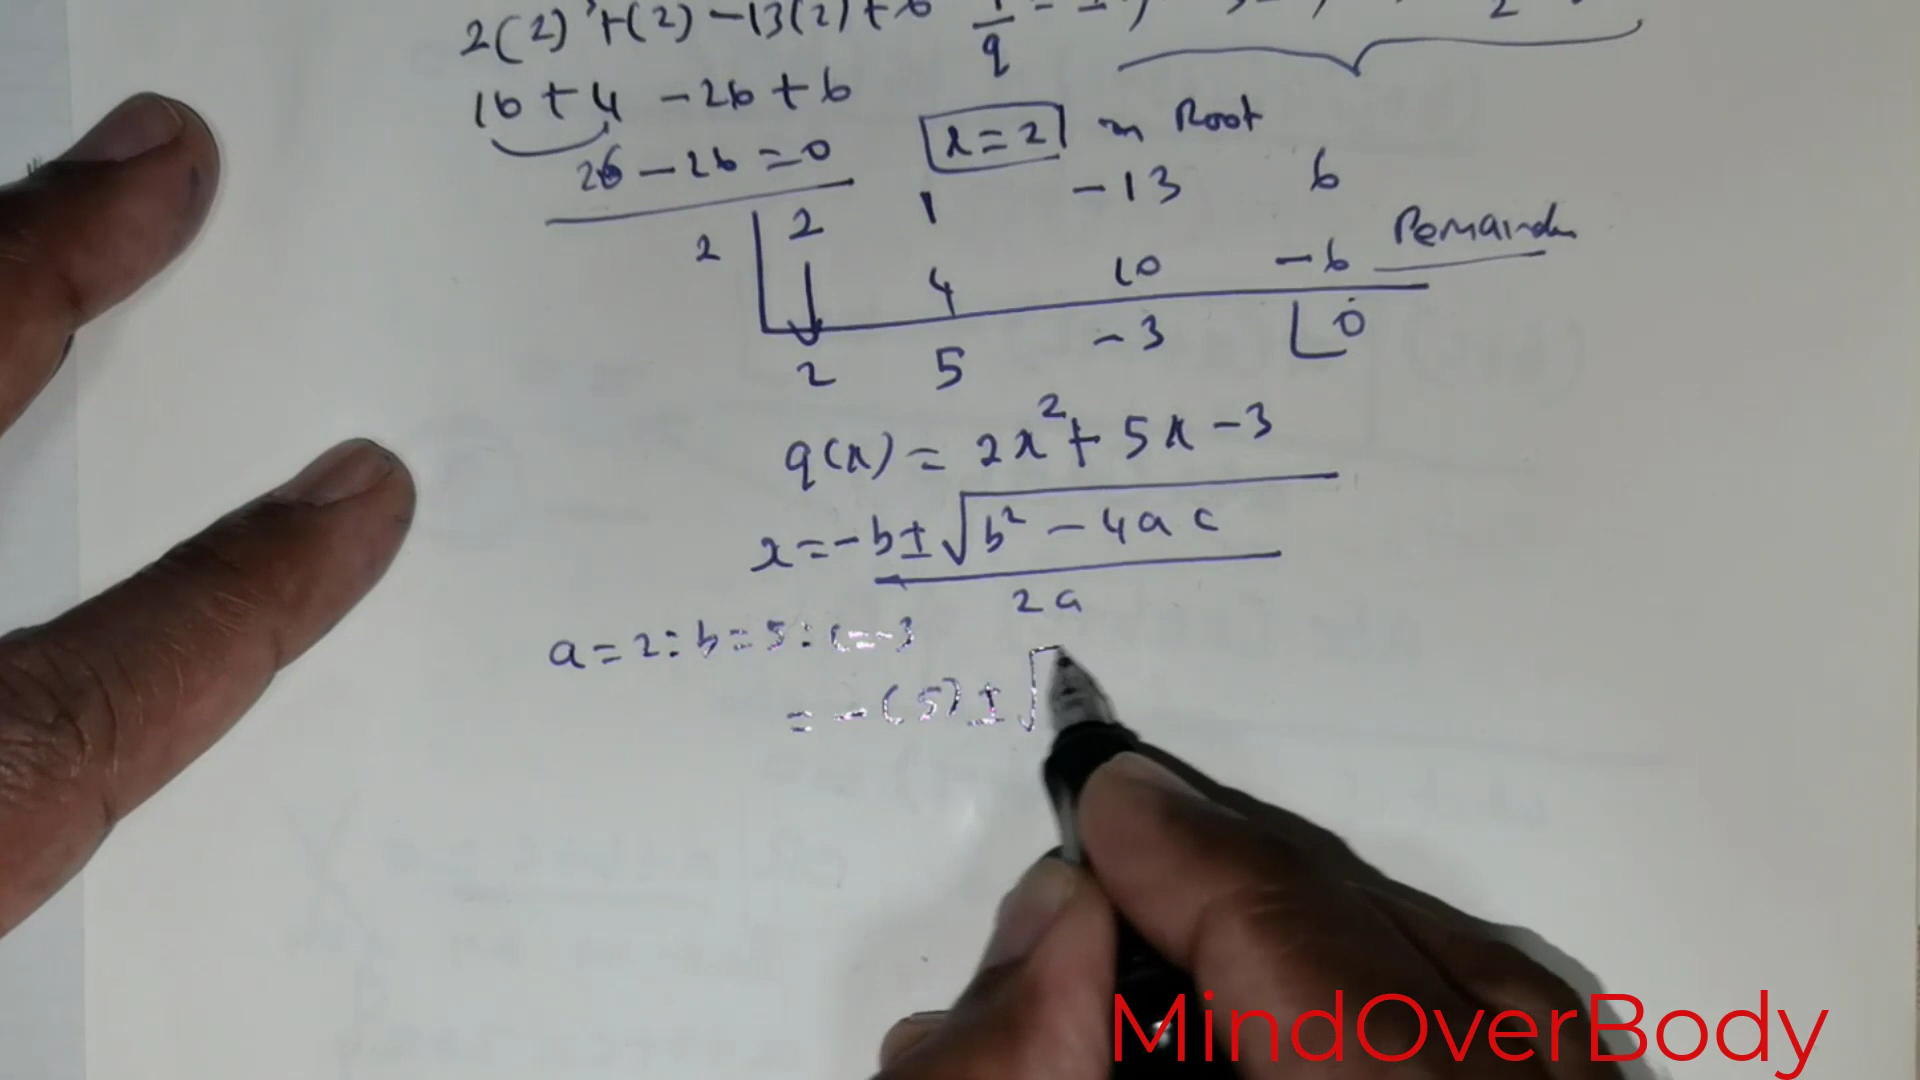 2(2)³+(2)²-13(2)+6
p/q = ±
16 + 4 - 26 + 6
26 - 26 = 0
x=2 Root
2 | 2 1 -13 6
4 10 -6 Remainder
2 5 -3 0
q(x) = 2x² + 5x - 3
x = -b ± √b² - 4ac
2a
a = 2 : b = 5 : c = -3
= -(5) ± √
MindOverBody